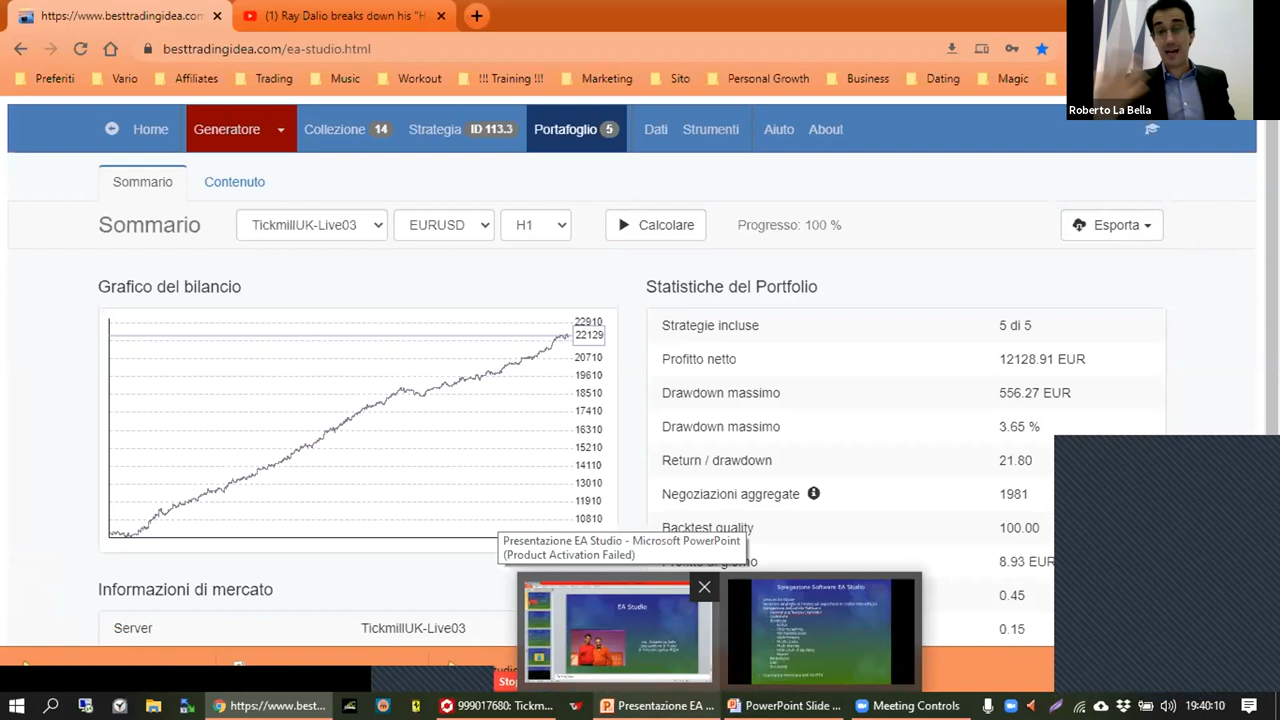 https://www.besttradingidea.com
(1) Ray Dalio breaks down his "H
besttradingidea.com/ea-studio.html
Preferiti
Vario
Affiliates
Trading
Music
Workout
!!! Training !!!
Marketing
Sito
Personal Growth
Business
Dating
Magic
Roberto La Bella
Home
Generatore
Collezione 14
Strategia ID 113.3
Portafoglio 5
Dati
Strumenti
Aiuto
About
Sommario
Contenuto
Sommario
TickmillUK-Live03
EURUSD
H1
Calcolare
Progresso: 100 %
Esporta
Grafico del bilancio
22910
22129
20710
19610
18510
17410
16310
15210
14110
13010
11910
10810
Statistiche del Portfolio
Strategie incluse 5 di 5
Profitto netto 12128.91 EUR
Drawdown massimo 556.27 EUR
Drawdown massimo 3.65 %
Return / drawdown 21.80
Negoziazioni aggregate 1981
Backtest quality 100.00
8.93 EUR
0.45
0.15
Presentazione EA Studio - Microsoft PowerPoint
(Product Activation Failed)
Informazioni di mercato
Server TickmillUK-Live03
EA Studio
Spiegazione Software EA Studio
Stop
https://www.best...
999017680: Tickm...
Presentazione EA ...
PowerPoint Slide ...
Meeting Controls
19:40:10